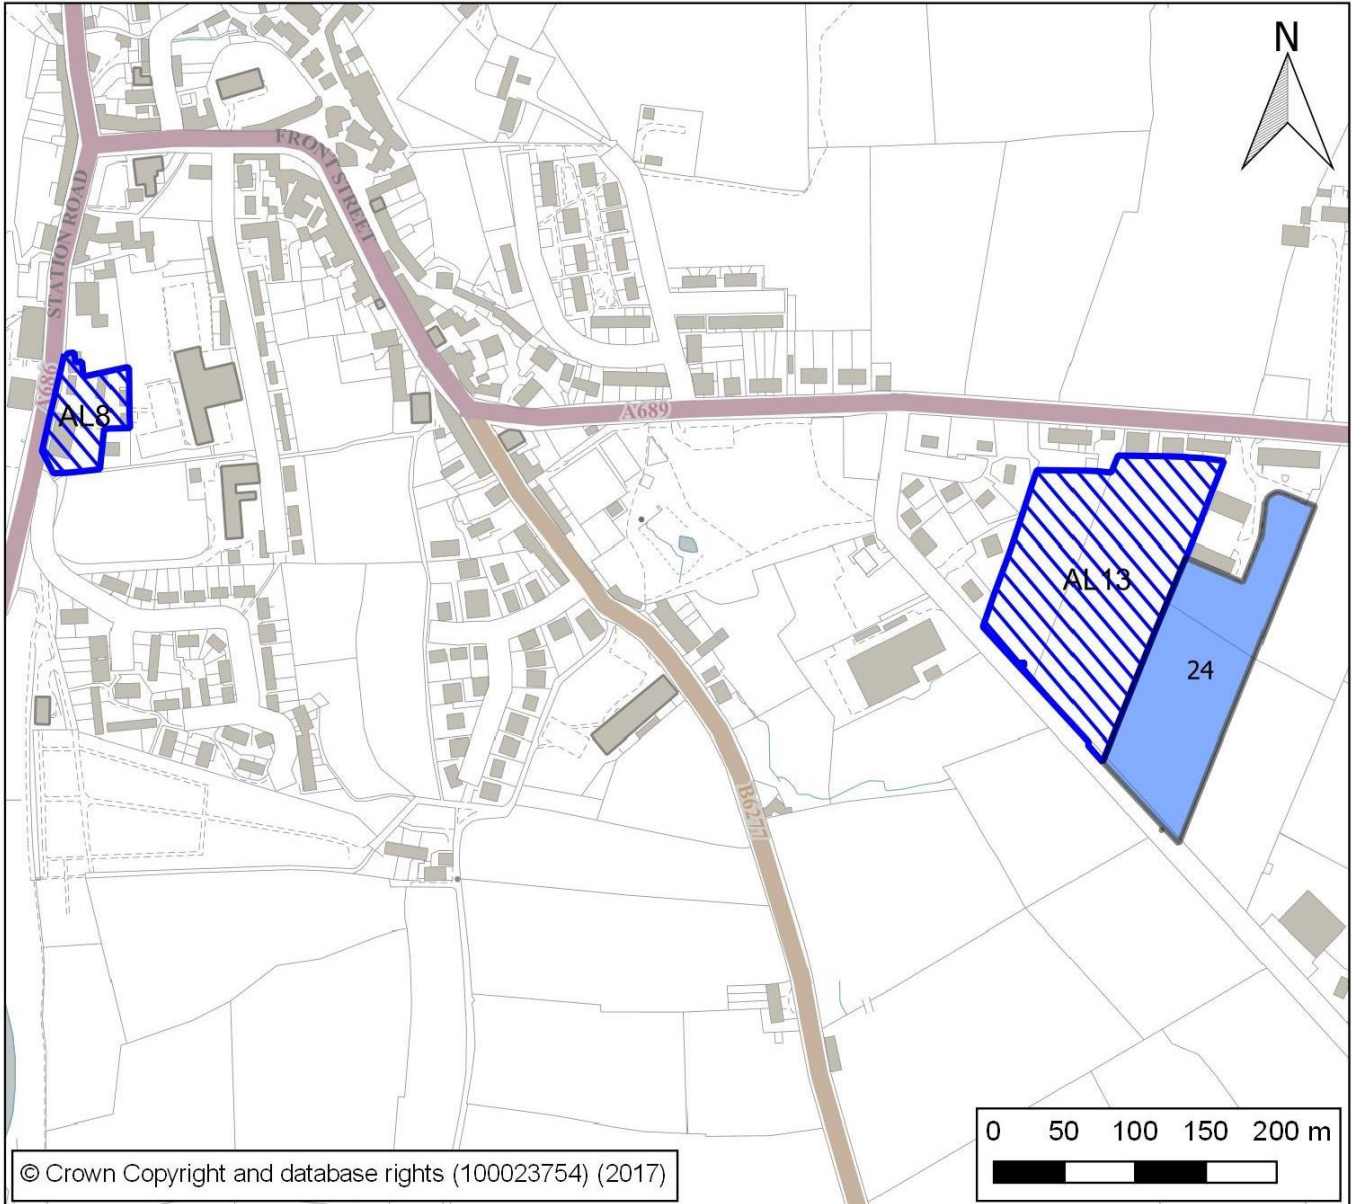 N
FRONT STREET
STATION ROAD
A686
AL8
A689
AL13
24
B6277
0 50 100 150 200 m
© Crown Copyright and database rights (100023754) (2017)